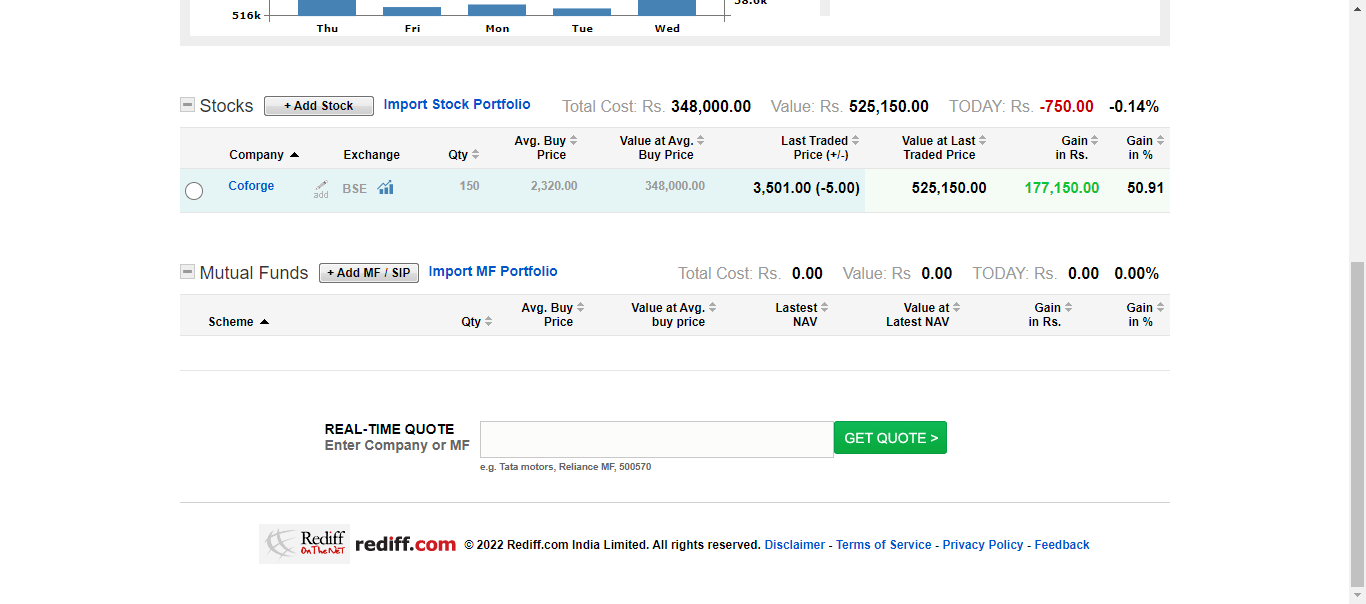 516k
58.0k
Thu Fri Mon Tue Wed
Stocks + Add Stock Import Stock Portfolio Total Cost: Rs. 348,000.00 Value: Rs. 525,150.00 TODAY: Rs. -750.00 -0.14%
Company Exchange Qty Avg. Buy Price Value at Avg. Buy Price Last Traded Price (+/-) Value at Last Traded Price Gain in Rs. Gain in %
Coforge add BSE 150 2,320.00 348,000.00 3,501.00 (-5.00) 525,150.00 177,150.00 50.91
Mutual Funds + Add MF / SIP Import MF Portfolio Total Cost: Rs. 0.00 Value: Rs 0.00 TODAY: Rs. 0.00 0.00%
Scheme Qty Avg. Buy Price Value at Avg. buy price Lastest NAV Value at Latest NAV Gain in Rs. Gain in %
REAL-TIME QUOTE
Enter Company or MF
GET QUOTE >
e.g. Tata motors, Reliance MF, 500570
Rediff
On The NET
rediff.com © 2022 Rediff.com India Limited. All rights reserved. Disclaimer - Terms of Service - Privacy Policy - Feedback